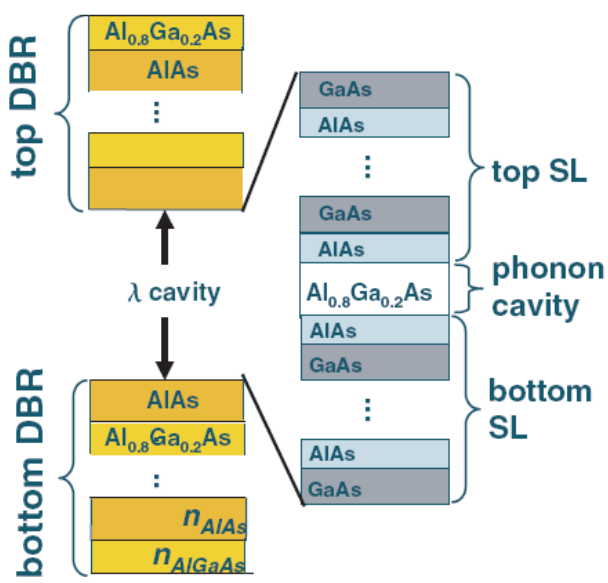 top DBR
Al0.8Ga0.2As
AlAs
...
λ cavity
bottom DBR
AlAs
Al0.8Ga0.2As
...
nAlAs
nAlGaAs
GaAs
AlAs
...
GaAs
AlAs
top SL
Al0.8Ga0.2As
phonon
cavity
AlAs
GaAs
...
AlAs
GaAs
bottom
SL